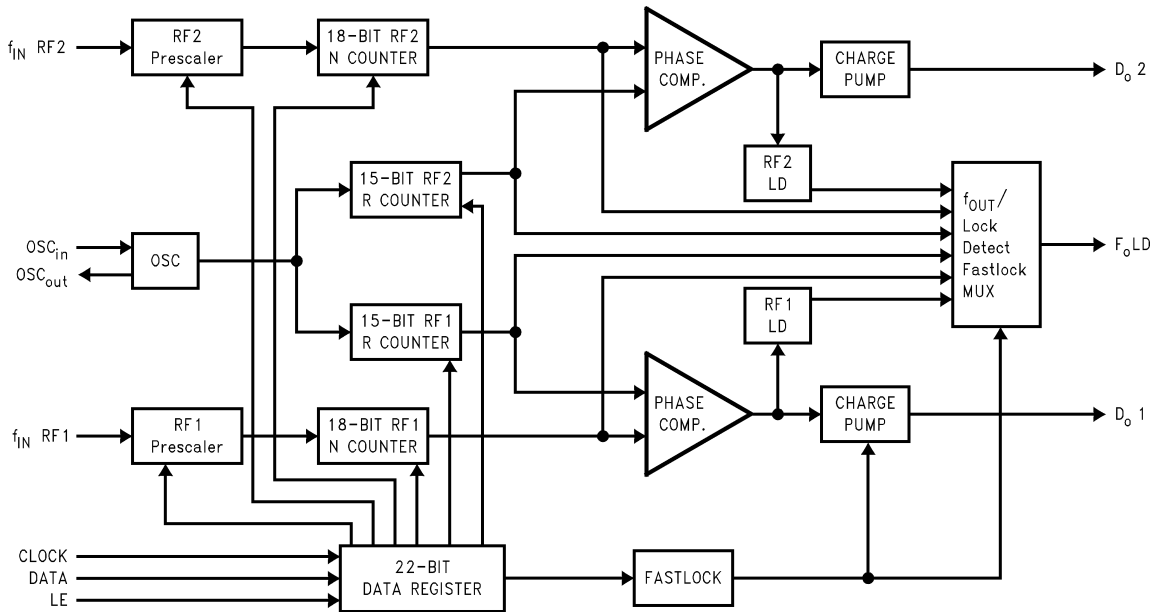 f_IN RF2
RF2
Prescaler
18-BIT RF2
N COUNTER
PHASE
COMP.
CHARGE
PUMP
D_o 2
RF2
LD
15-BIT RF2
R COUNTER
OSC_in
OSC_out
OSC
f_OUT/
Lock
Detect
Fastlock
MUX
F_oLD
15-BIT RF1
R COUNTER
RF1
LD
f_IN RF1
RF1
Prescaler
18-BIT RF1
N COUNTER
PHASE
COMP.
CHARGE
PUMP
D_o 1
CLOCK
DATA
LE
22-BIT
DATA REGISTER
FASTLOCK